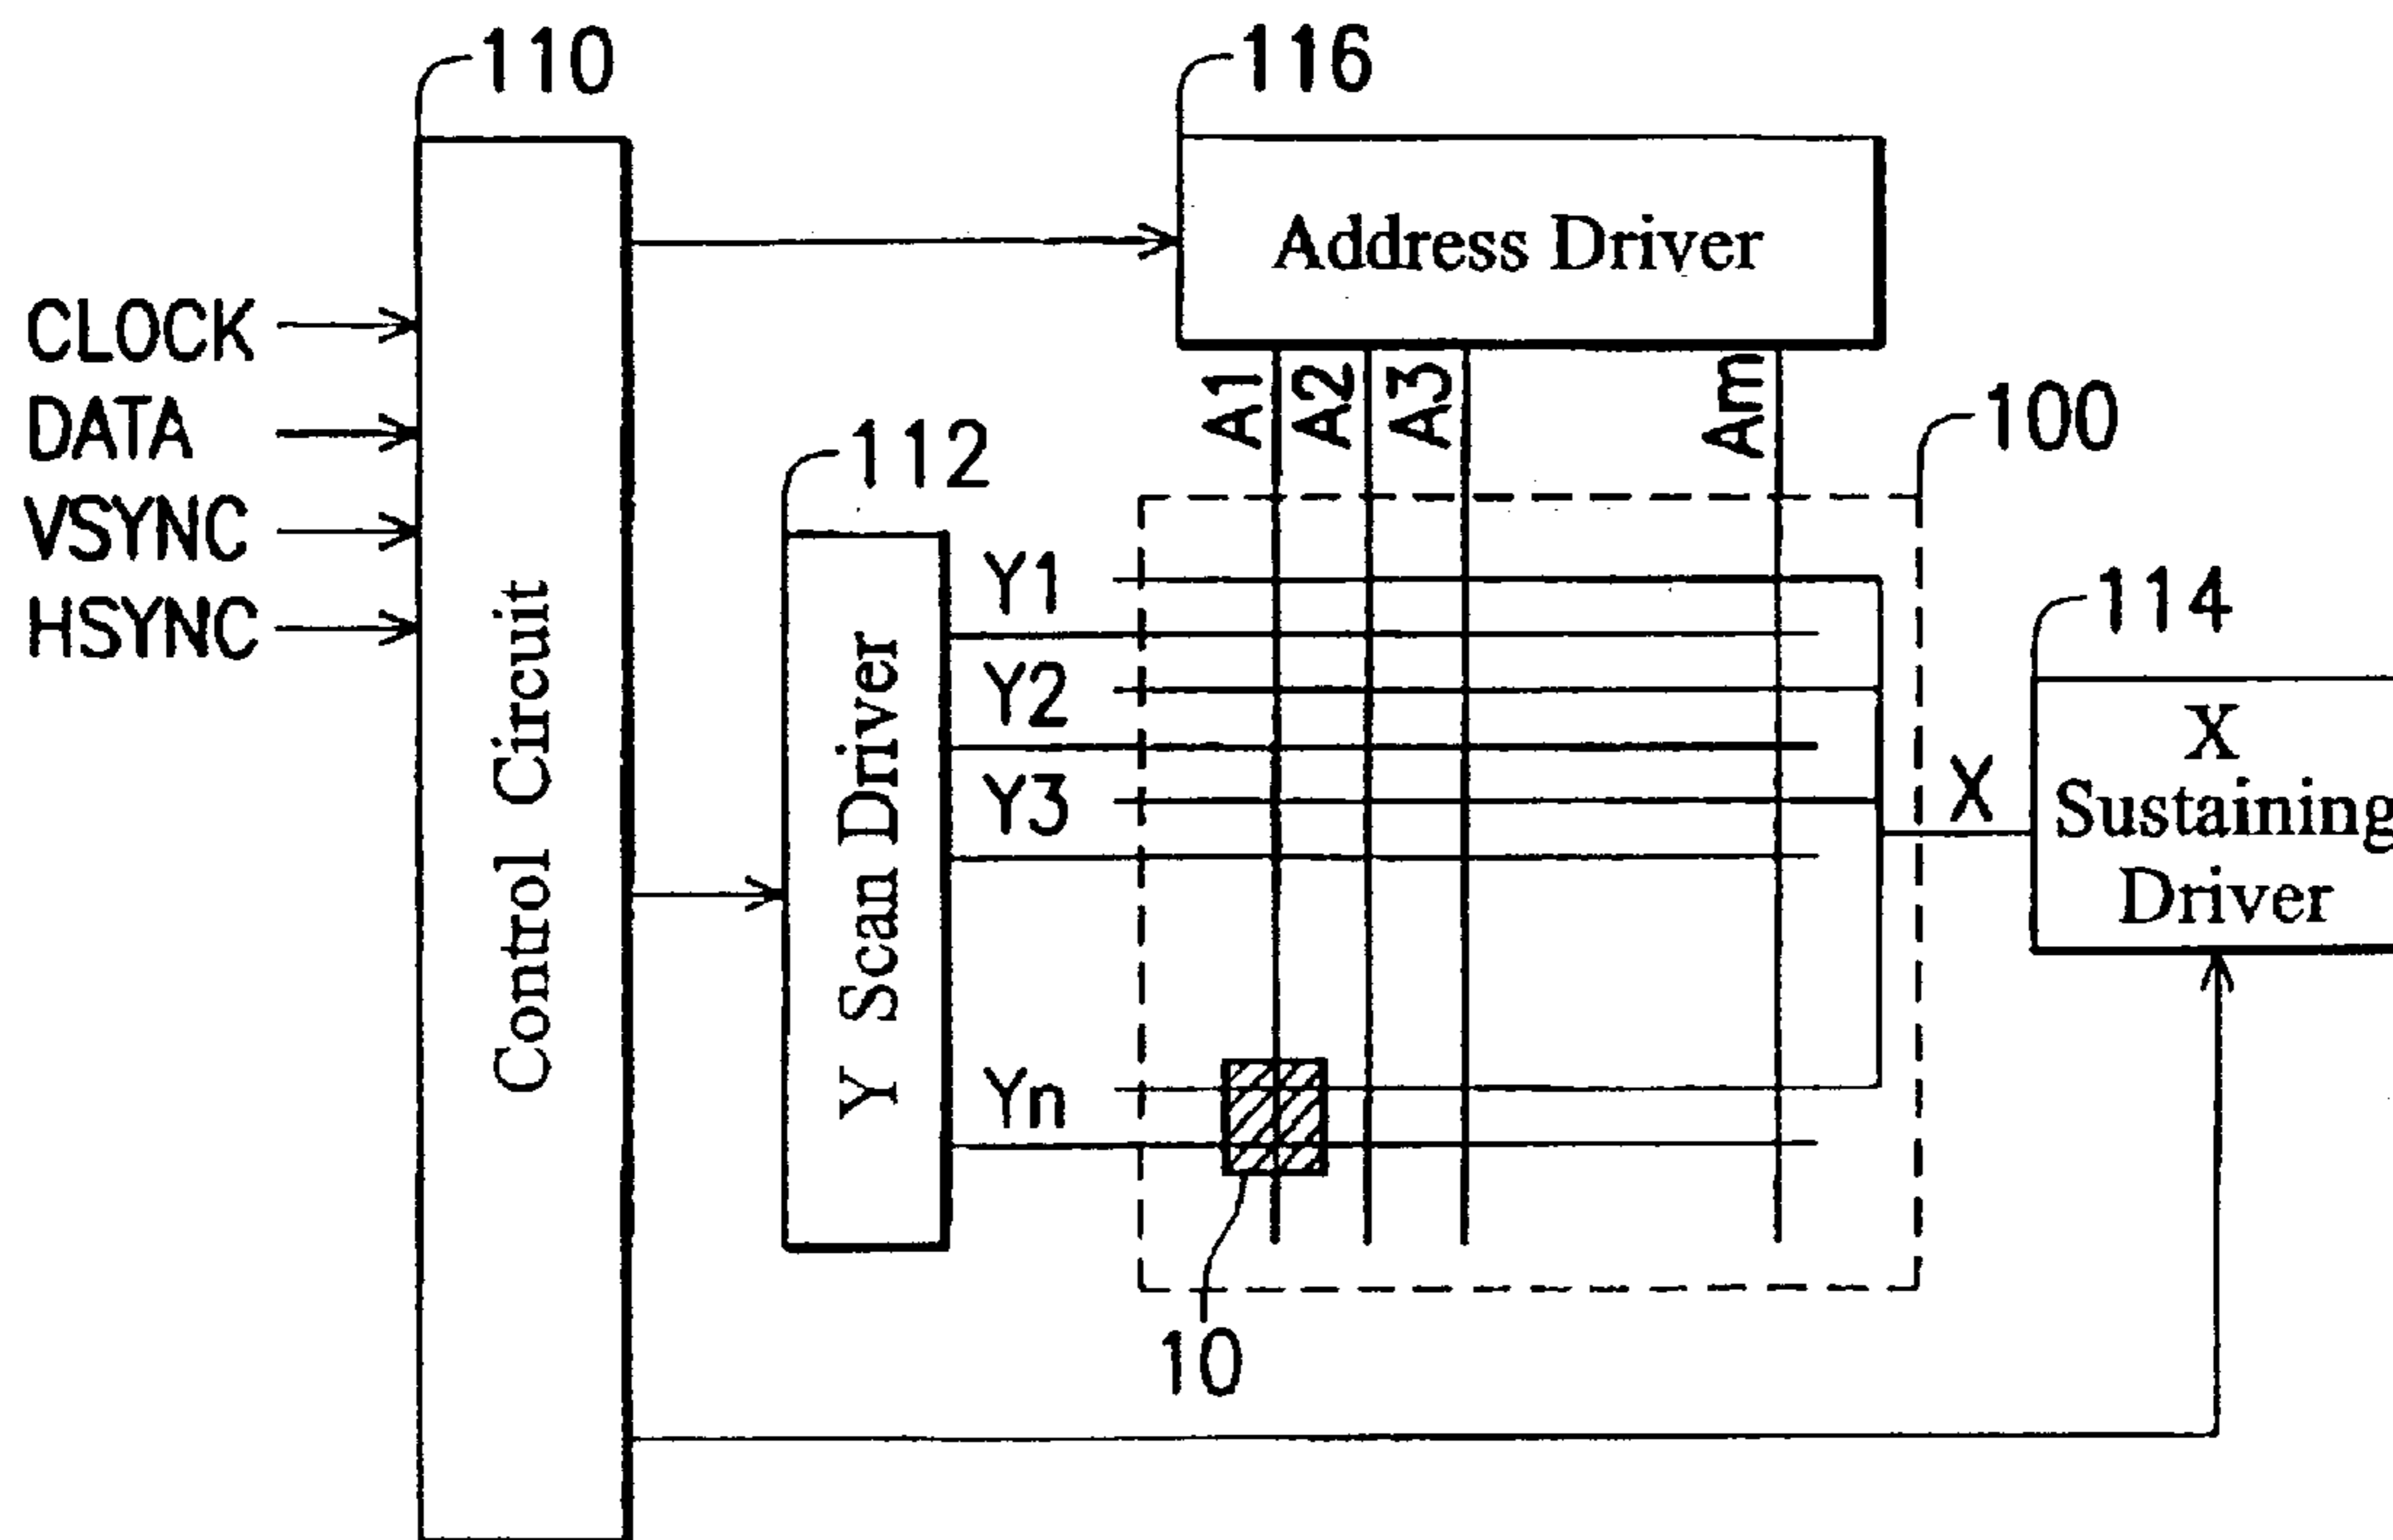 110
116
Address Driver
CLOCK
DATA
VSYNC
HSYNC
A1
A2
A3
Am
100
112
Control Circuit
Y Scan Driver
Y1
Y2
Y3
Yn
114
X
X
Sustaining
Driver
10